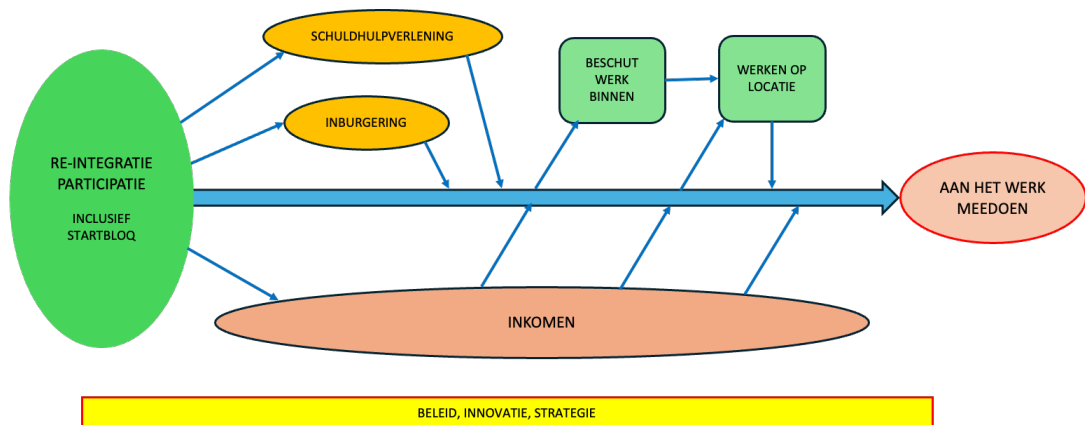 RE-INTEGRATIE
PARTICIPATIE
INCLUSIEF
STARTBLOQ
SCHULDHULPVERLENING
INBURGERING
BESCHUT
WERK
BINNEN
WERKEN OP
LOCATIE
AAN HET WERK
MEEDOEN
INKOMEN
BELEID, INNOVATIE, STRATEGIE